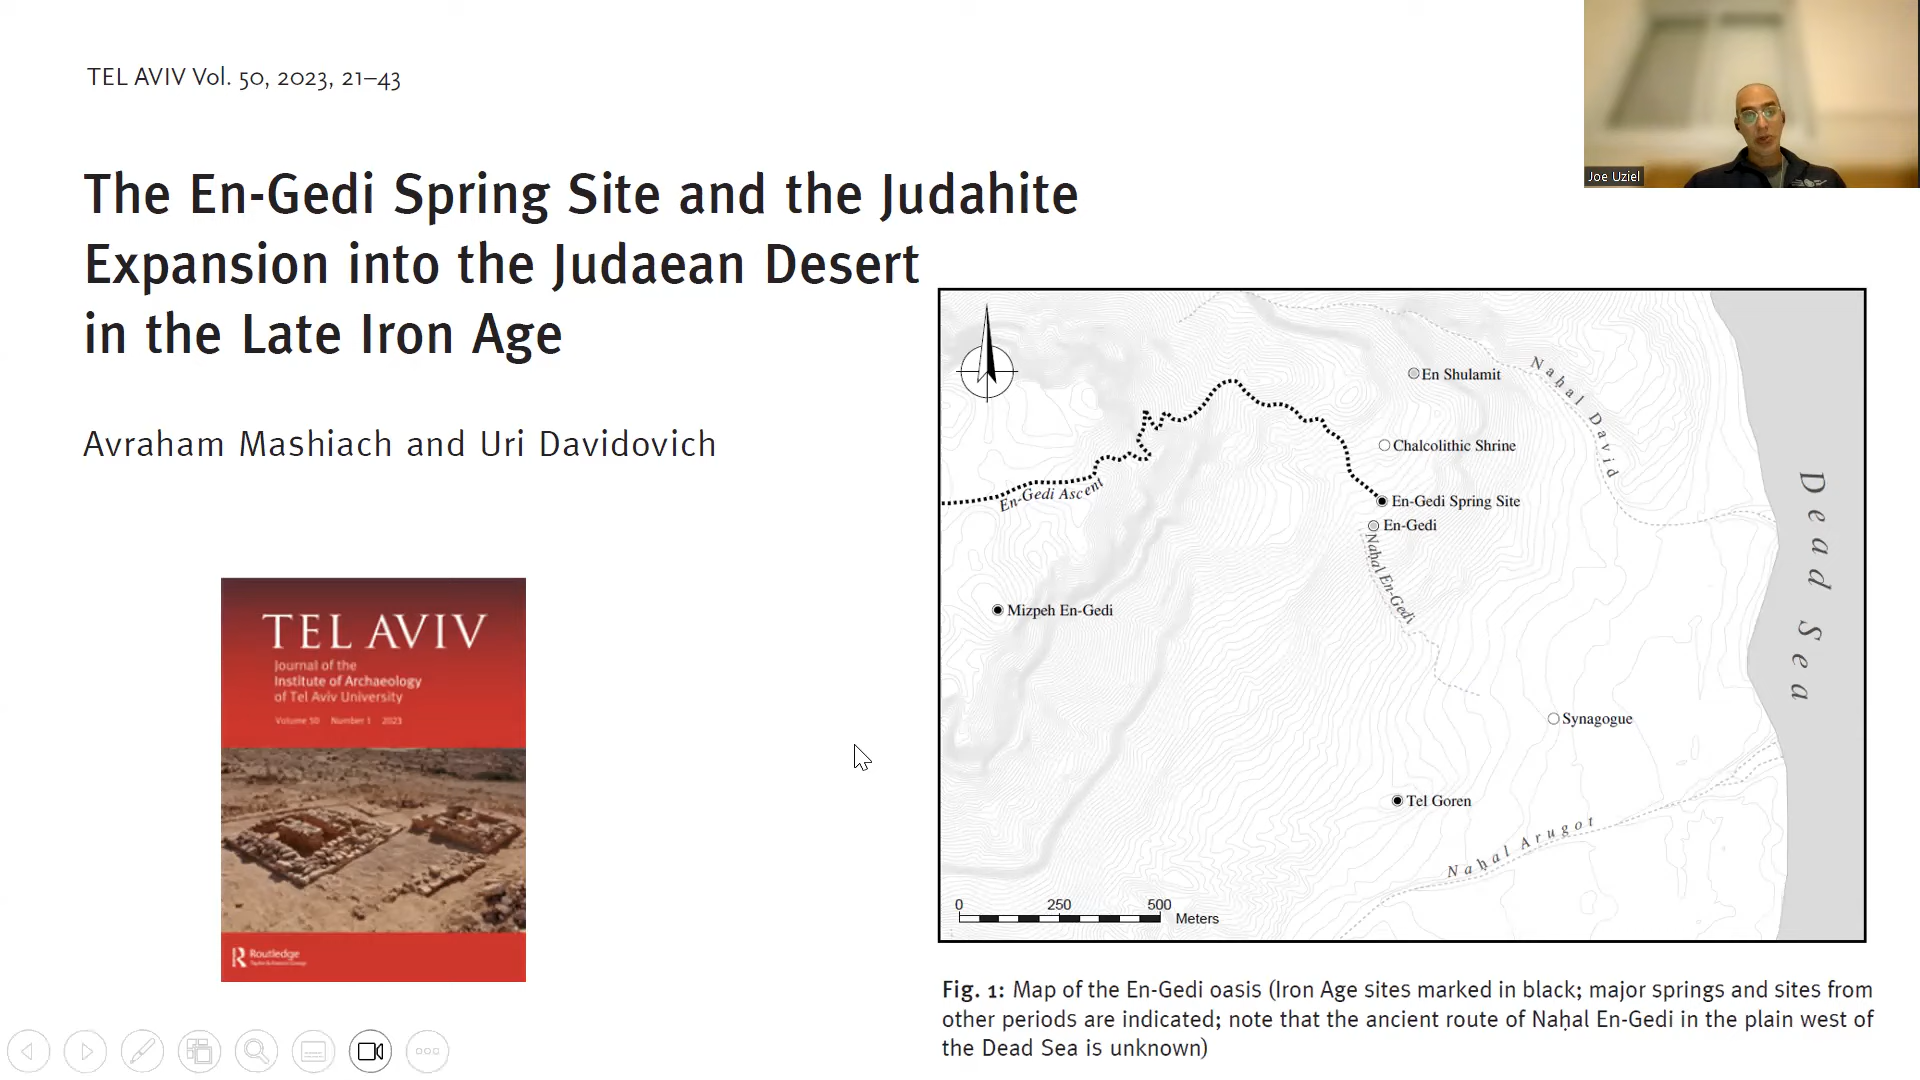 TEL AVIV Vol. 50, 2023, 21–43
Joe Uziel
The En-Gedi Spring Site and the Judahite
Expansion into the Judaean Desert
in the Late Iron Age
Avraham Mashiach and Uri Davidovich
TEL AVIV
Journal of the
Institute of Archaeology
of Tel Aviv University
Volume 50 Number 1 2023
Routledge
En Shulamit
Naḥal David
Chalcolithic Shrine
En-Gedi Ascent
En-Gedi Spring Site
En-Gedi
Naḥal En-Gedi
Dead Sea
Mizpeh En-Gedi
Synagogue
Tel Goren
Naḥal Arugot
0 250 500
Meters
Fig. 1: Map of the En-Gedi oasis (Iron Age sites marked in black; major springs and sites from
other periods are indicated; note that the ancient route of Naḥal En-Gedi in the plain west of
the Dead Sea is unknown)